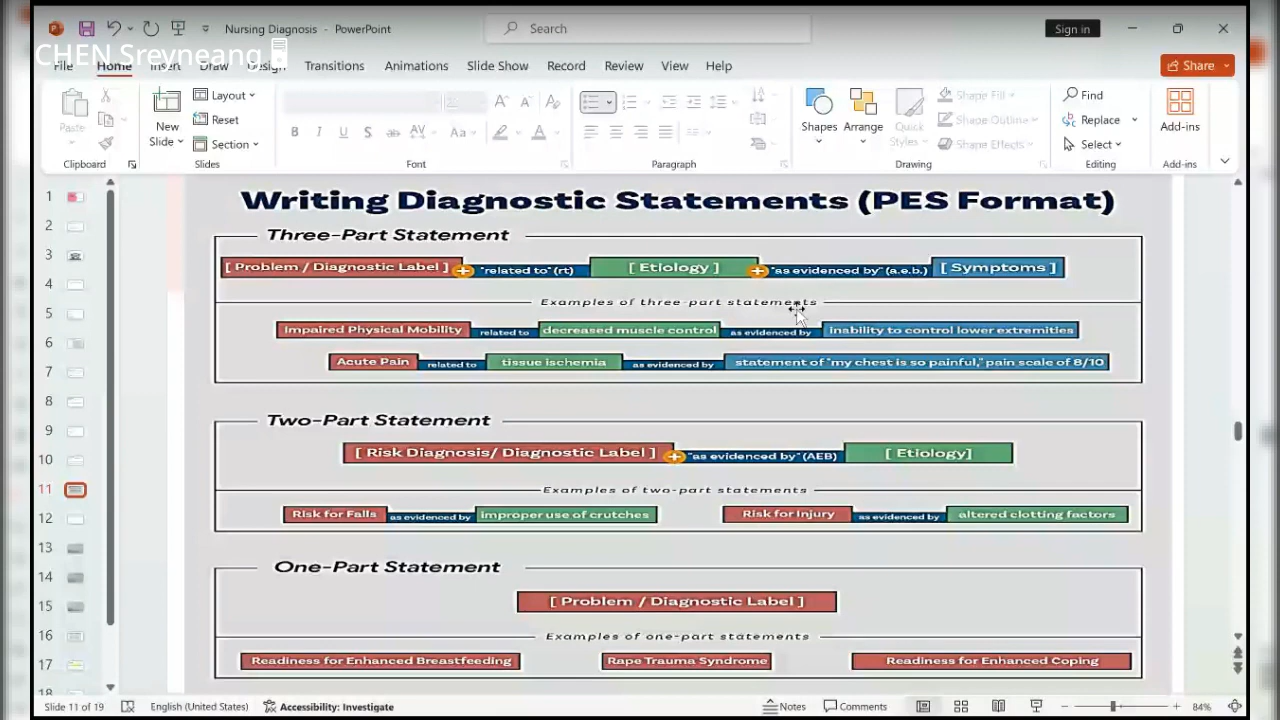 Nursing Diagnosis - PowerPoint
Search
Sign in
CHEN Sreyneang
File Home Insert Draw Design Transitions Animations Slide Show Record Review View Help
Share
Paste
New Slide
Layout
Reset
Section
B I U S ab AV Aa A
Shapes
Arrange
Quick Styles
Shape Fill
Shape Outline
Shape Effects
Find
Replace
Select
Add-ins
Clipboard
Slides
Font
Paragraph
Drawing
Editing
Add-ins
1
2
3
4
5
6
7
8
9
10
11
12
13
14
15
16
17
18
Writing Diagnostic Statements (PES Format)
Three-Part Statement
[ Problem / Diagnostic Label ] + "related to" (rt) [ Etiology ] + "as evidenced by" (a.e.b.) [ Symptoms ]
Examples of three-part statements
Impaired Physical Mobility related to decreased muscle control as evidenced by inability to control lower extremities
Acute Pain related to tissue ischemia as evidenced by statement of "my chest is so painful," pain scale of 8/10
Two-Part Statement
[ Risk Diagnosis/ Diagnostic Label ] + "as evidenced by" (AEB) [ Etiology]
Examples of two-part statements
Risk for Falls as evidenced by improper use of crutches
Risk for Injury as evidenced by altered clotting factors
One-Part Statement
[ Problem / Diagnostic Label ]
Examples of one-part statements
Readiness for Enhanced Breastfeeding
Rape Trauma Syndrome
Readiness for Enhanced Coping
Slide 11 of 19
English (United States)
Accessibility: Investigate
Notes
Comments
84%